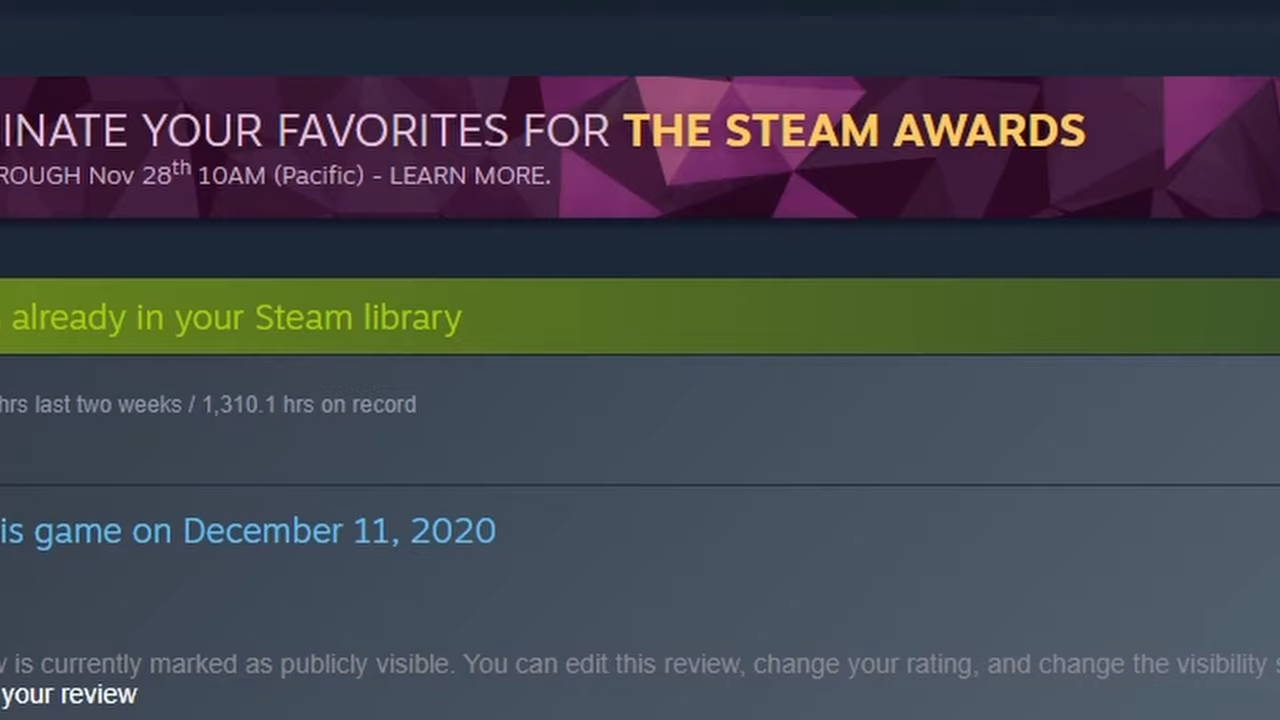 INATE YOUR FAVORITES FOR THE STEAM AWARDS
ROUGH Nov 28th 10AM (Pacific) - LEARN MORE.
already in your Steam library
hrs last two weeks / 1,310.1 hrs on record
is game on December 11, 2020
is currently marked as publicly visible. You can edit this review, change your rating, and change the visibility
your review